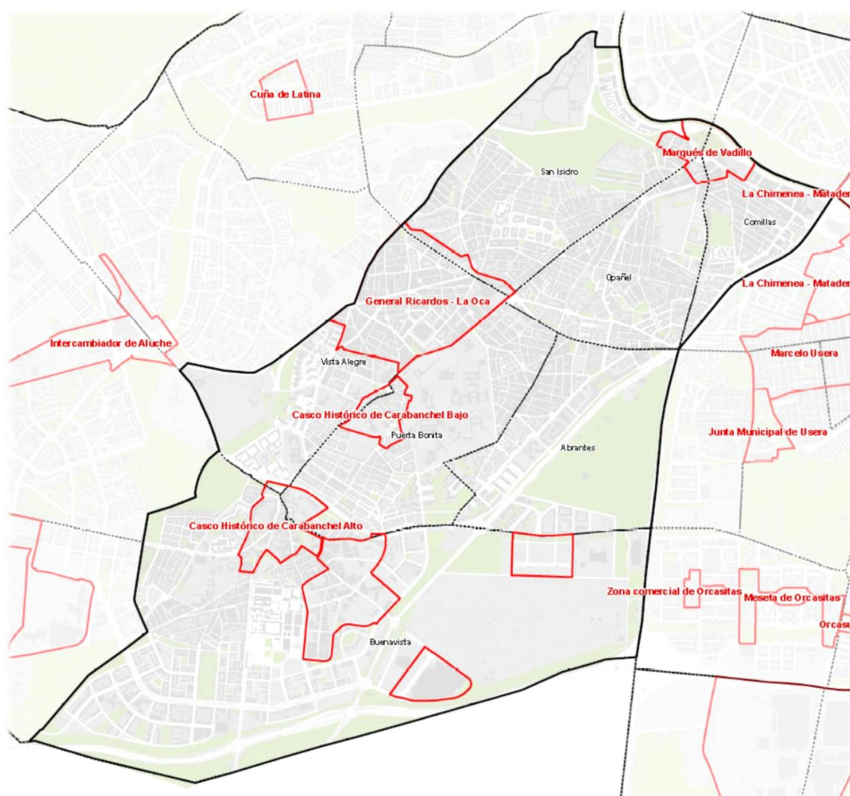 Cuña de Latina
Marqués de Vadillo
San Isidro
La Chimenea - Matader
Comillas
Opañel
La Chimenea - Matader
General Ricardos - La Oca
Intercambiador de Aluche
Marcelo Usera
Vista Alegre
Casco Histórico de Carabanchel Bajo
Junta Municipal de Usera
Puerta Bonita
Abrantes
Casco Histórico de Carabanchel Alto
Zona comercial de Orcasitas
Meseta de Orcasitas
Orcasu
Buenavista